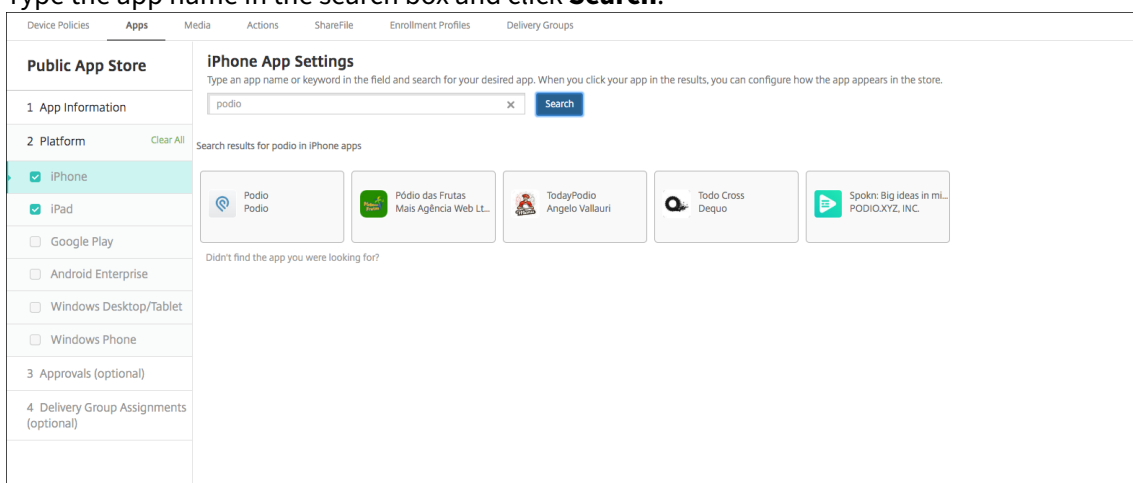 Type the app name in the search box and click Search.
Device Policies Apps Media Actions ShareFile Enrollment Profiles Delivery Groups
Public App Store
1 App Information
2 Platform Clear All
iPhone
iPad
Google Play
Android Enterprise
Windows Desktop/Tablet
Windows Phone
3 Approvals (optional)
4 Delivery Group Assignments
(optional)
iPhone App Settings
Type an app name or keyword in the field and search for your desired app. When you click your app in the results, you can configure how the app appears in the store.
podio Search
Search results for podio in iPhone apps
Podio
Podio
Pódio das Frutas
Mais Agência Web Lt...
TodayPodio
Angelo Vallauri
Todo Cross
Dequo
Spokn: Big ideas in mi...
PODIO.XYZ, INC.
Didn't find the app you were looking for?